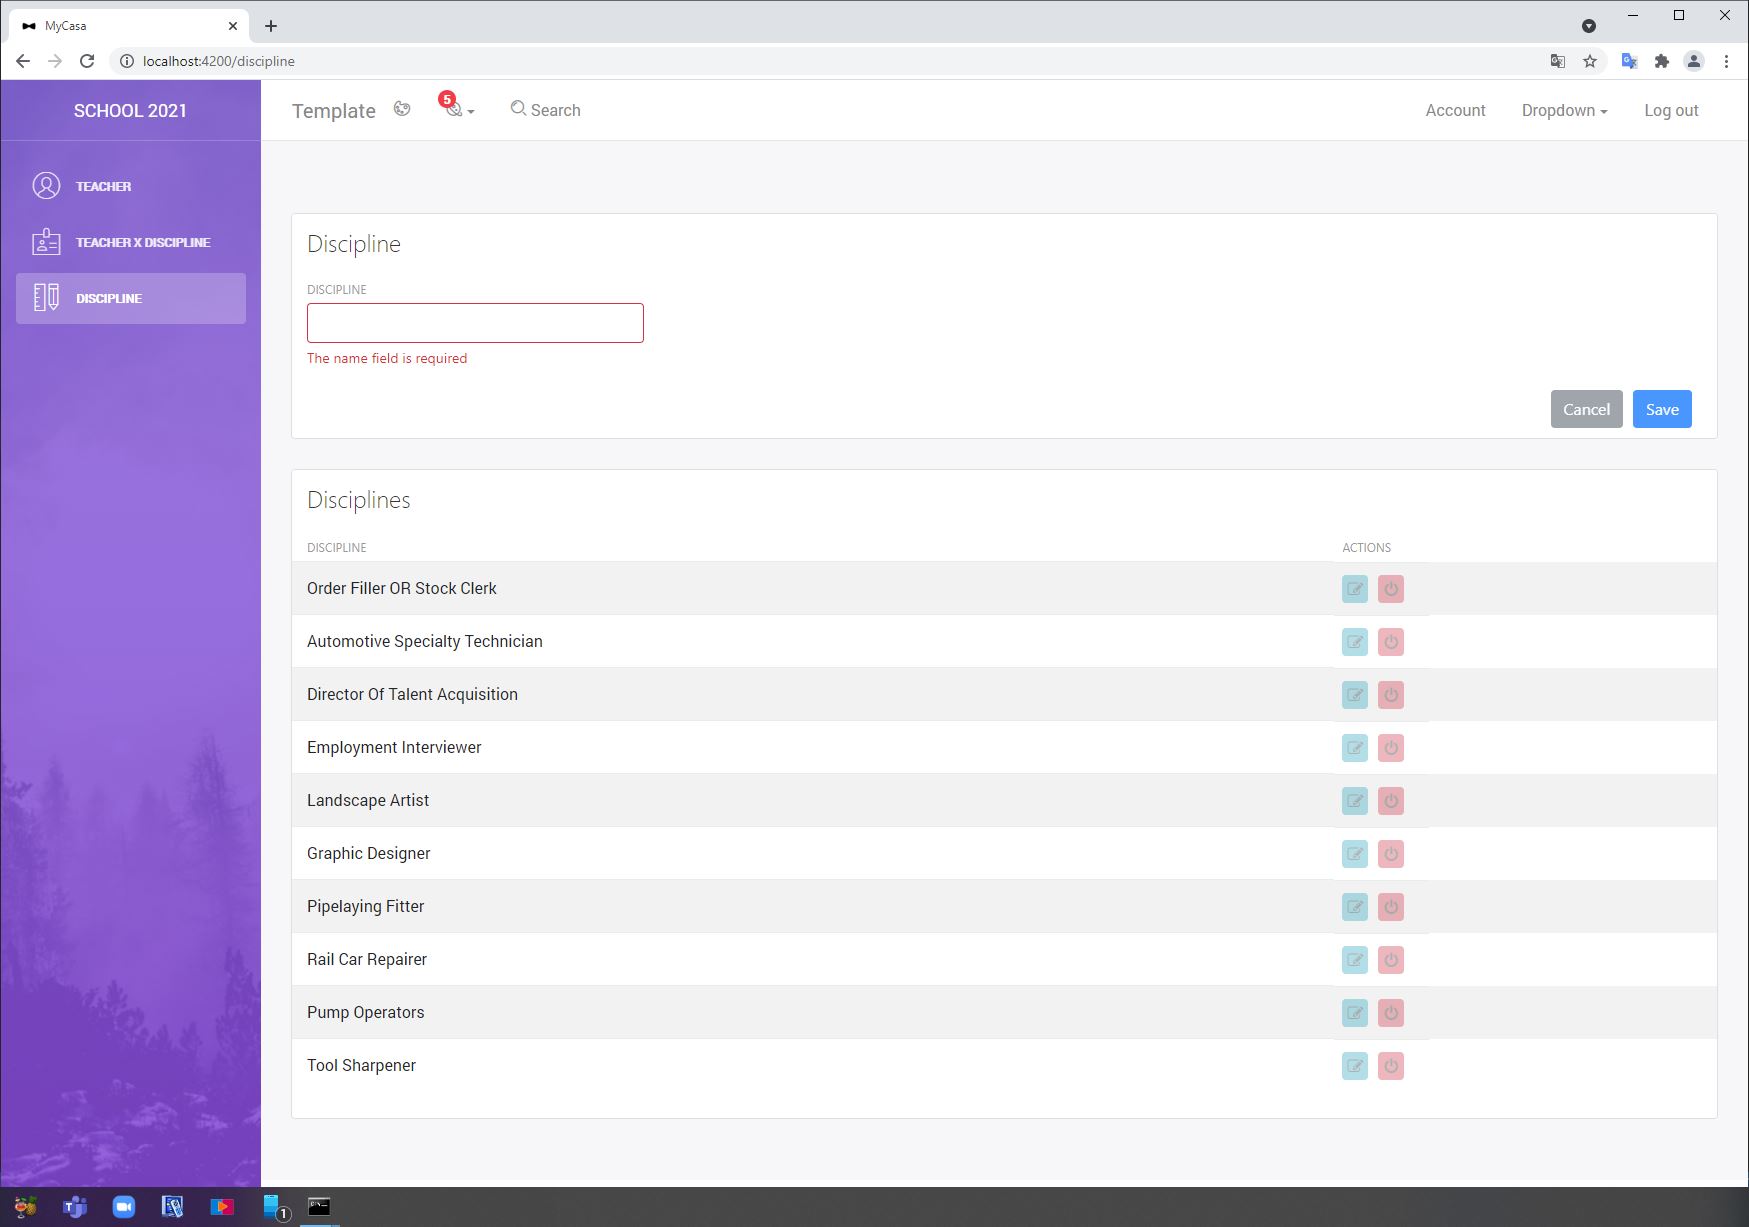 MyCasa
localhost:4200/discipline
SCHOOL 2021
Template
5
Search
Account
Dropdown
Log out
TEACHER
TEACHER X DISCIPLINE
DISCIPLINE
Discipline
DISCIPLINE
The name field is required
Cancel
Save
Disciplines
DISCIPLINE ACTIONS
Order Filler OR Stock Clerk
Automotive Specialty Technician
Director Of Talent Acquisition
Employment Interviewer
Landscape Artist
Graphic Designer
Pipelaying Fitter
Rail Car Repairer
Pump Operators
Tool Sharpener
1